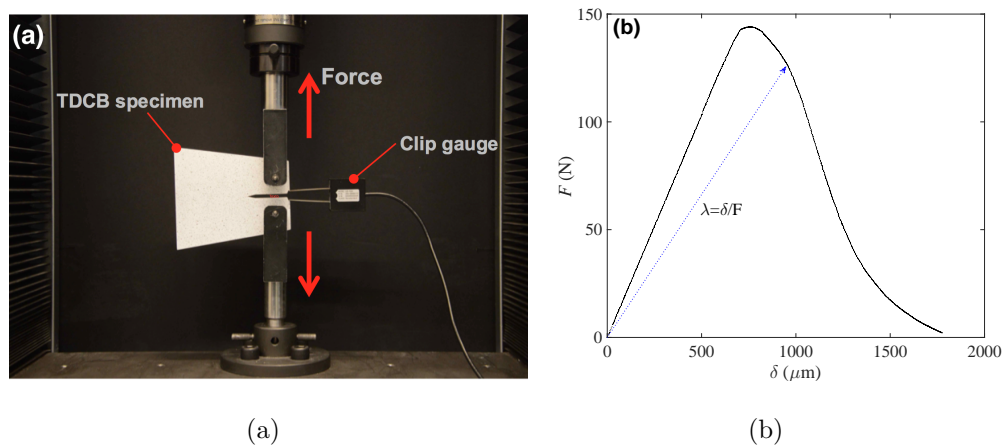 (a)
Force
TDCB specimen
Clip gauge
(b)
150
100
50
0
F (N)
λ=δ/F
0 500 1000 1500 2000
δ (μm)
(a) (b)